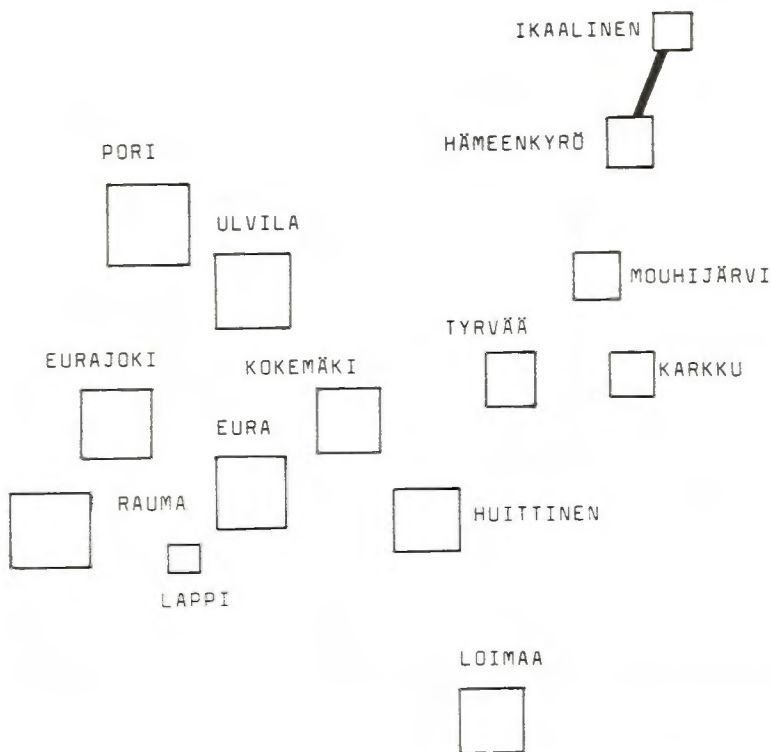 IKAALINEN
HÄMEENKYRÖ
PORI
ULVILA
MOUHIJÄRVI
TYRVÄÄ
EURAJOKI
KOKEMÄKI
KARKKU
EURA
RAUMA
HUITTINEN
LAPPI
LOIMAA